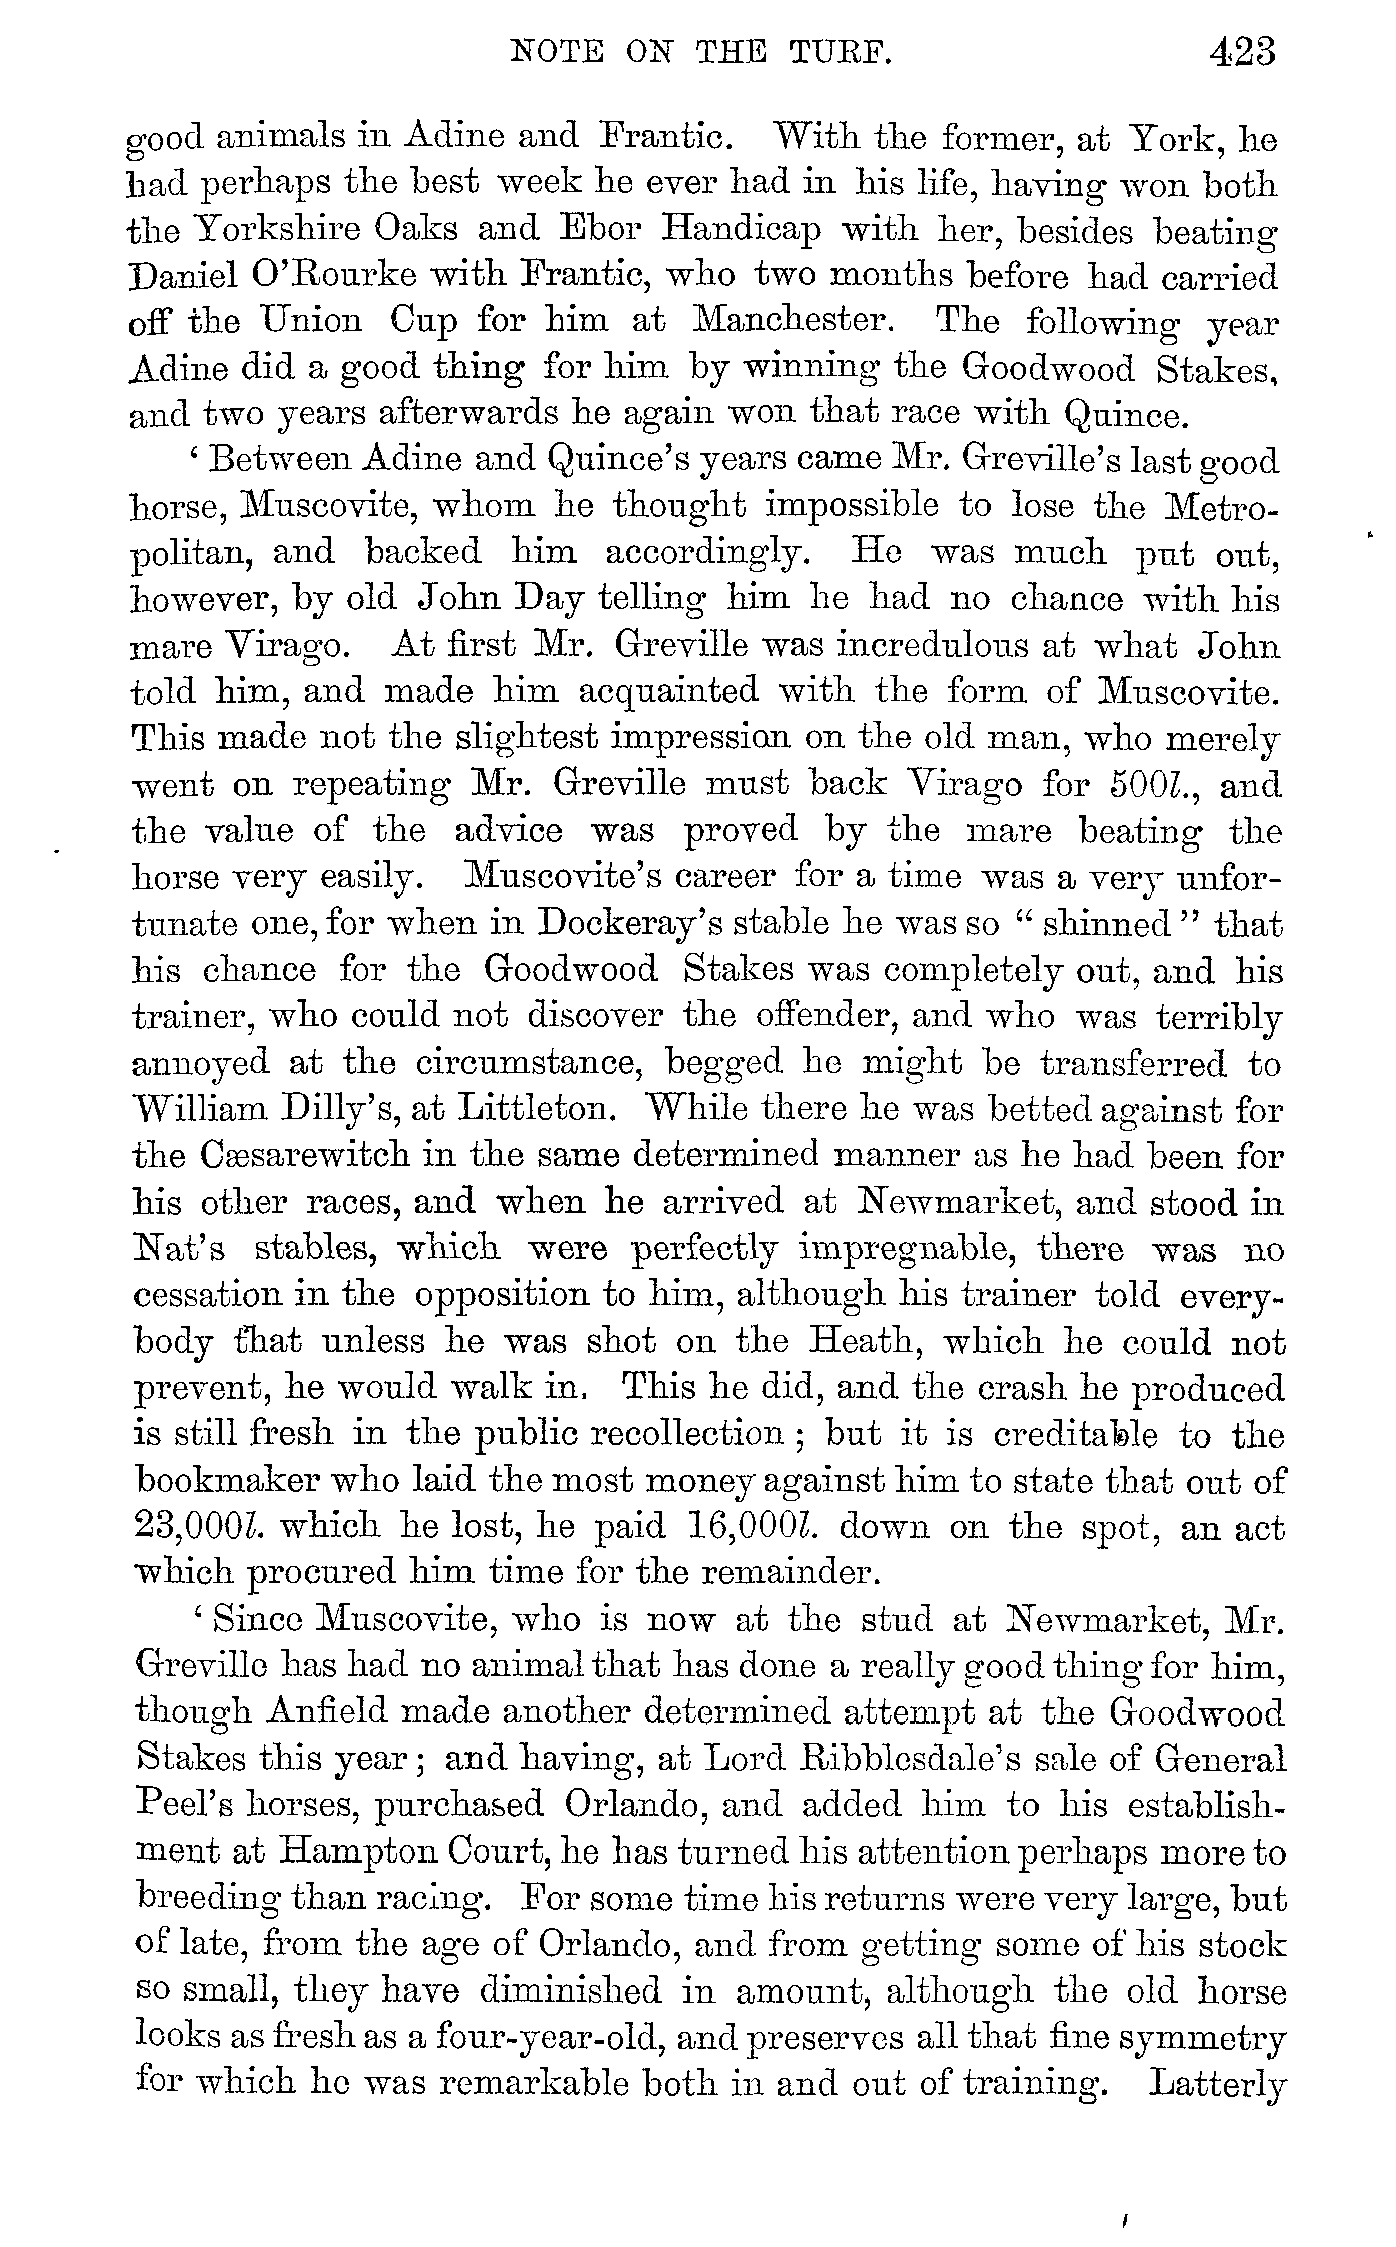 NOTE ON THE TURF. 423
good animals in Adine and Frantic. With the former, at York, he
had perhaps the best week he ever had in his life, having won both
the Yorkshire Oaks and Ebor Handicap with her, besides beating
Daniel O’Rourke with Frantic, who two months before had carried
off the Union Cup for him at Manchester. The following year
Adine did a good thing for him by winning the Goodwood Stakes,
and two years afterwards he again won that race with Quince.
‘ Between Adine and Quince’s years came Mr. Greville’s last good
horse, Muscovite, whom he thought impossible to lose the Metro-
politan, and backed him accordingly. He was much put out,
however, by old John Day telling him he had no chance with his
mare Virago. At first Mr. Greville was incredulous at what John
told him, and made him acquainted with the form of Muscovite.
This made not the slightest impression on the old man, who merely
went on repeating Mr. Greville must back Virago for 500l., and
the value of the advice was proved by the mare beating the
horse very easily. Muscovite’s career for a time was a very unfor-
tunate one, for when in Dockeray’s stable he was so “ shinned ” that
his chance for the Goodwood Stakes was completely out, and his
trainer, who could not discover the offender, and who was terribly
annoyed at the circumstance, begged he might be transferred to
William Dilly’s, at Littleton. While there he was betted against for
the Cæsarewitch in the same determined manner as he had been for
his other races, and when he arrived at Newmarket, and stood in
Nat’s stables, which were perfectly impregnable, there was no
cessation in the opposition to him, although his trainer told every-
body that unless he was shot on the Heath, which he could not
prevent, he would walk in. This he did, and the crash he produced
is still fresh in the public recollection ; but it is creditable to the
bookmaker who laid the most money against him to state that out of
23,000l. which he lost, he paid 16,000l. down on the spot, an act
which procured him time for the remainder.
‘ Since Muscovite, who is now at the stud at Newmarket, Mr.
Greville has had no animal that has done a really good thing for him,
though Anfield made another determined attempt at the Goodwood
Stakes this year ; and having, at Lord Ribblesdale’s sale of General
Peel’s horses, purchased Orlando, and added him to his establish-
ment at Hampton Court, he has turned his attention perhaps more to
breeding than racing. For some time his returns were very large, but
of late, from the age of Orlando, and from getting some of his stock
so small, they have diminished in amount, although the old horse
looks as fresh as a four-year-old, and preserves all that fine symmetry
for which he was remarkable both in and out of training. Latterly